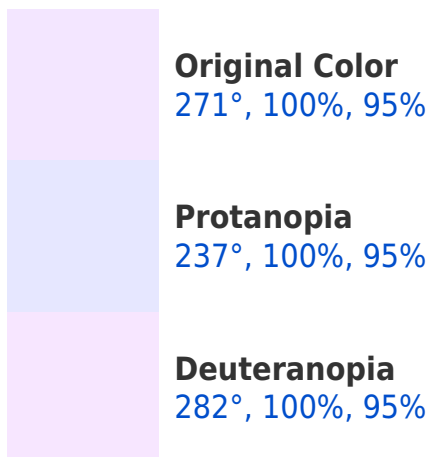 Original Color
271°, 100%, 95%
Protanopia
237°, 100%, 95%
Deuteranopia
282°, 100%, 95%